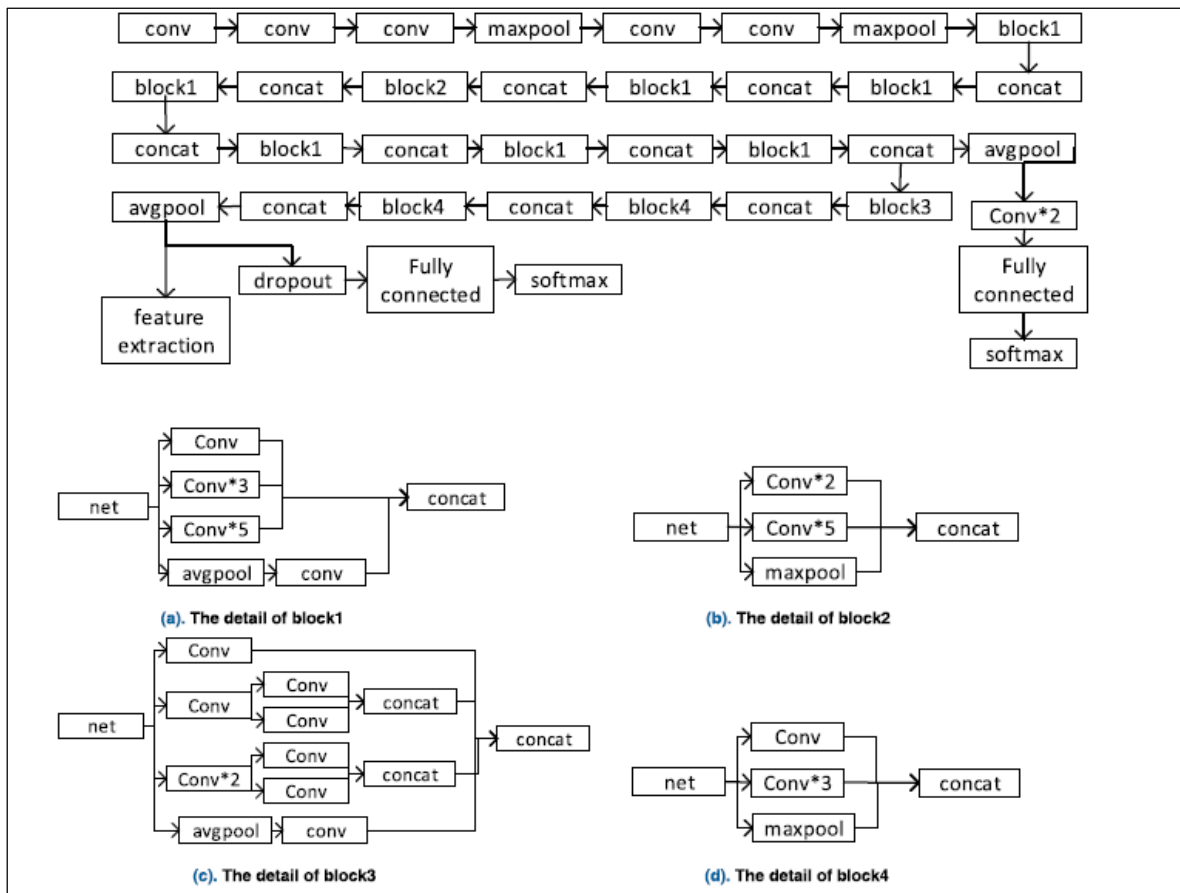 conv conv conv maxpool conv conv maxpool block1
block1 concat block2 concat block1 concat block1 concat
concat block1 concat block1 concat block1 concat avgpool
avgpool concat block4 concat block4 concat block3 Conv*2
dropout Fully connected softmax Fully connected
feature extraction
softmax
Conv
Conv*3
net concat
Conv*5
avgpool conv
(a). The detail of block1
Conv*2
net Conv*5 concat
maxpool
(b). The detail of block2
Conv
Conv Conv concat
Conv
net concat
Conv*2 Conv concat
Conv
avgpool conv
(c). The detail of block3
Conv
net Conv*3 concat
maxpool
(d). The detail of block4